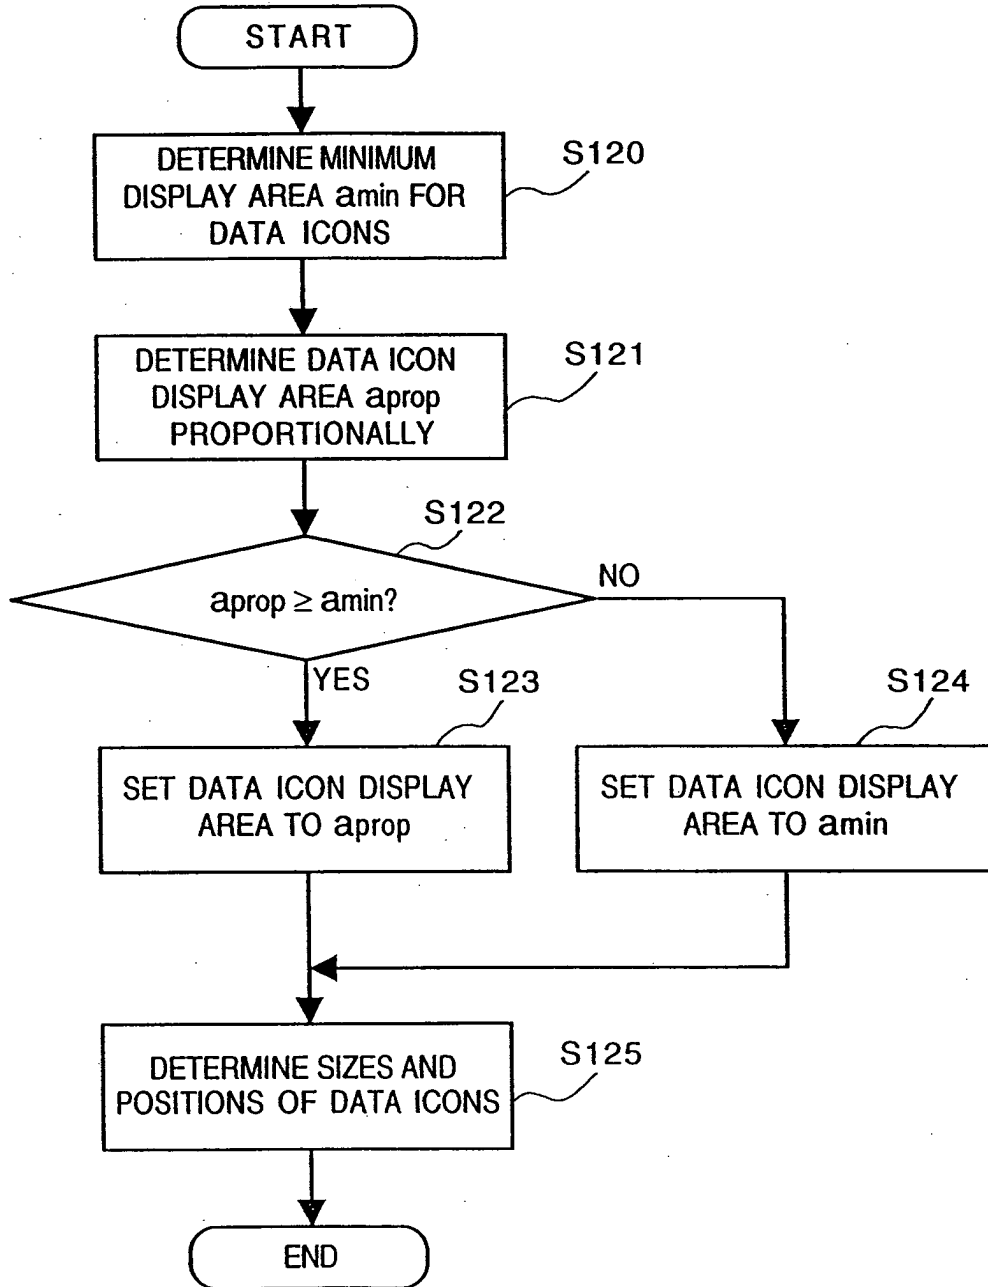 START
DETERMINE MINIMUM
DISPLAY AREA amin FOR
DATA ICONS
S120
DETERMINE DATA ICON
DISPLAY AREA aprop
PROPORTIONALLY
S121
S122
aprop ≥ amin?
NO
YES
S123
SET DATA ICON DISPLAY
AREA TO aprop
S124
SET DATA ICON DISPLAY
AREA TO amin
DETERMINE SIZES AND
POSITIONS OF DATA ICONS
S125
END